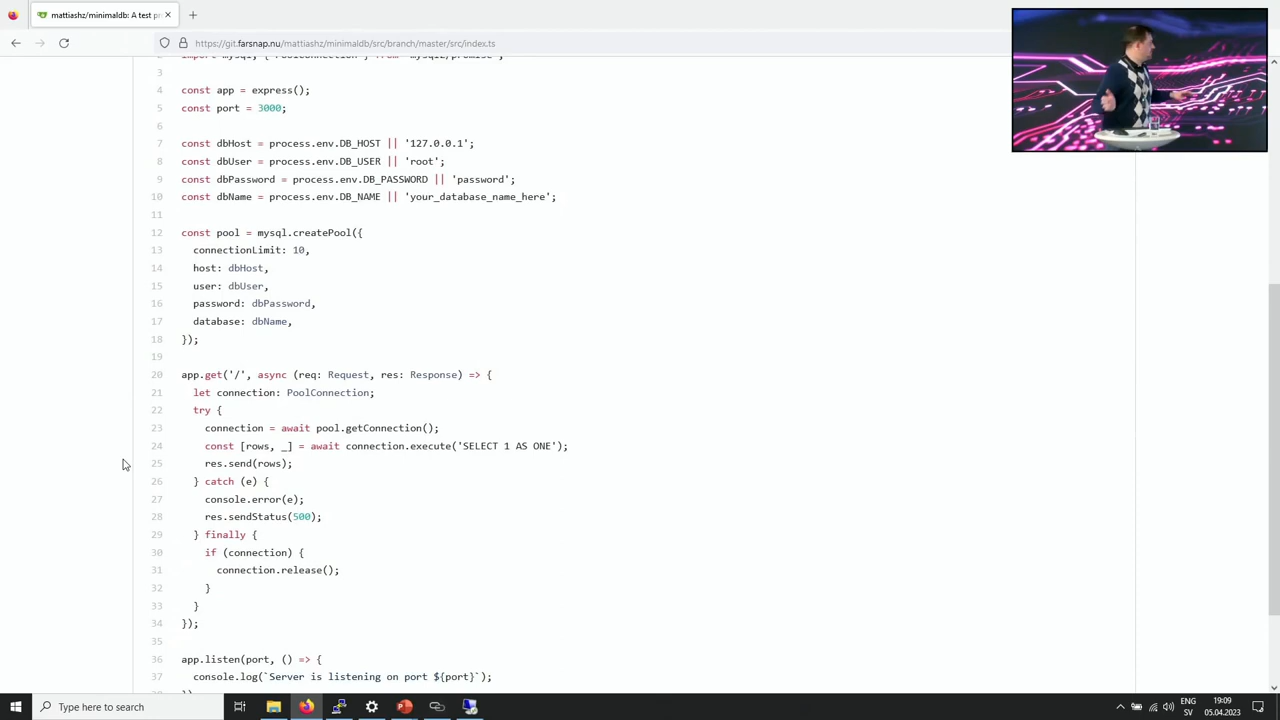 mattiashz/minimaldb: A test pr
https://git.farsnap.nu/mattiashz/minimaldb/src/branch/master/src/index.ts
2 import mysql, { PoolConnection } from 'mysql2/promise';
3
4 const app = express();
5 const port = 3000;
6
7 const dbHost = process.env.DB_HOST || '127.0.0.1';
8 const dbUser = process.env.DB_USER || 'root';
9 const dbPassword = process.env.DB_PASSWORD || 'password';
10 const dbName = process.env.DB_NAME || 'your_database_name_here';
11
12 const pool = mysql.createPool({
13 connectionLimit: 10,
14 host: dbHost,
15 user: dbUser,
16 password: dbPassword,
17 database: dbName,
18 });
19
20 app.get('/', async (req: Request, res: Response) => {
21 let connection: PoolConnection;
22 try {
23 connection = await pool.getConnection();
24 const [rows, _] = await connection.execute('SELECT 1 AS ONE');
25 res.send(rows);
26 } catch (e) {
27 console.error(e);
28 res.sendStatus(500);
29 } finally {
30 if (connection) {
31 connection.release();
32 }
33 }
34 });
35
36 app.listen(port, () => {
37 console.log(`Server is listening on port ${port}`);
38 })
Type here to search
ENG
SV
19:09
05.04.2023